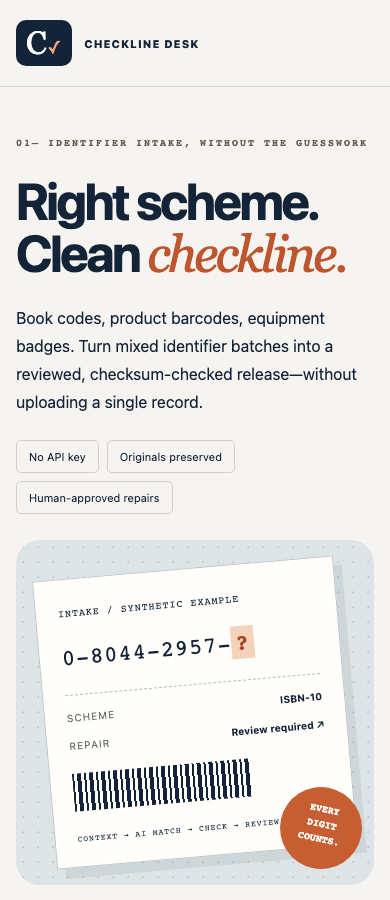 C✓ CHECKLINE DESK
01— IDENTIFIER INTAKE, WITHOUT THE GUESSWORK
Right scheme.
Clean checkline.
Book codes, product barcodes, equipment
badges. Turn mixed identifier batches into a
reviewed, checksum-checked release—without
uploading a single record.
No API key
Originals preserved
Human-approved repairs
INTAKE / SYNTHETIC EXAMPLE
0–8044–2957–?
SCHEME
ISBN-10
REPAIR
Review required ↗
CONTEXT → AI MATCH → CHECK → REVIEW
EVERY
DIGIT
COUNTS.